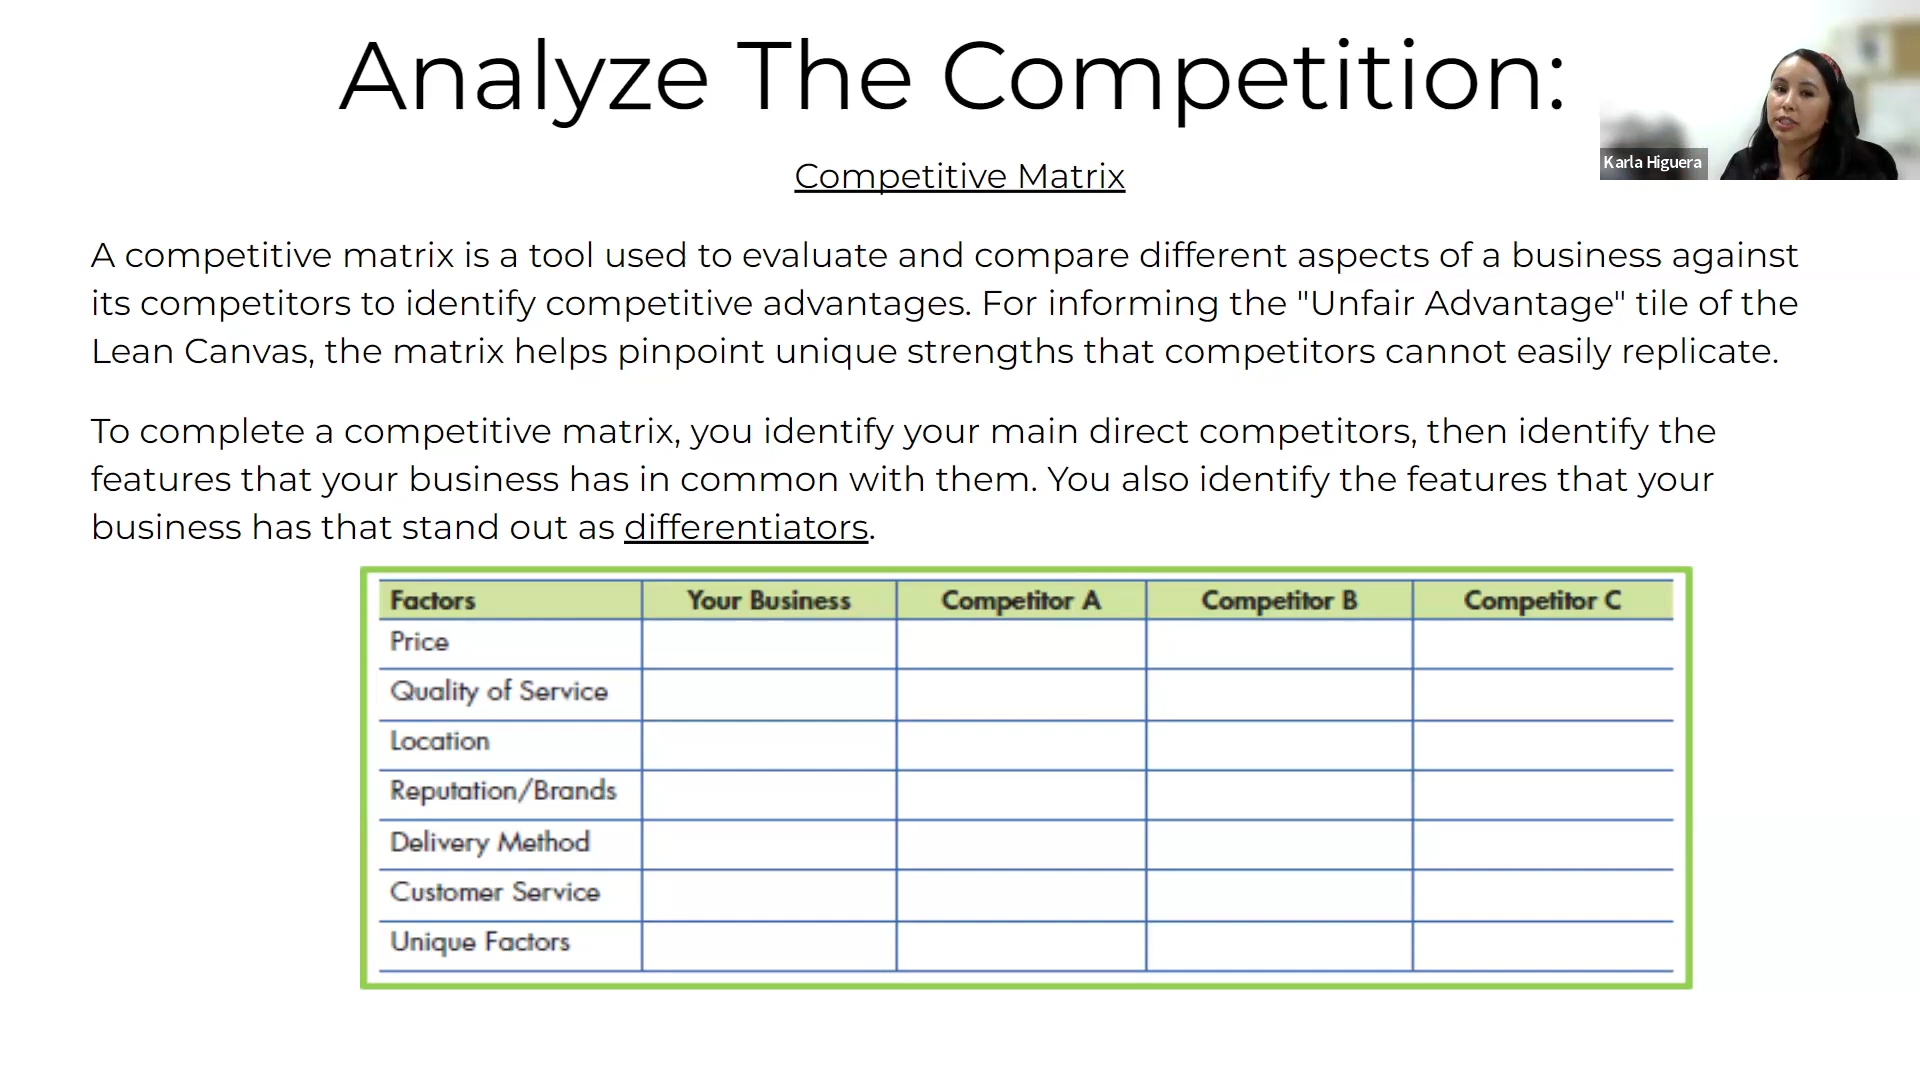 Analyze The Competition:
Karla Higuera
Competitive Matrix
A competitive matrix is a tool used to evaluate and compare different aspects of a business against
its competitors to identify competitive advantages. For informing the "Unfair Advantage" tile of the
Lean Canvas, the matrix helps pinpoint unique strengths that competitors cannot easily replicate.
To complete a competitive matrix, you identify your main direct competitors, then identify the
features that your business has in common with them. You also identify the features that your
business has that stand out as differentiators.
Factors Your Business Competitor A Competitor B Competitor C
Price
Quality of Service
Location
Reputation/Brands
Delivery Method
Customer Service
Unique Factors